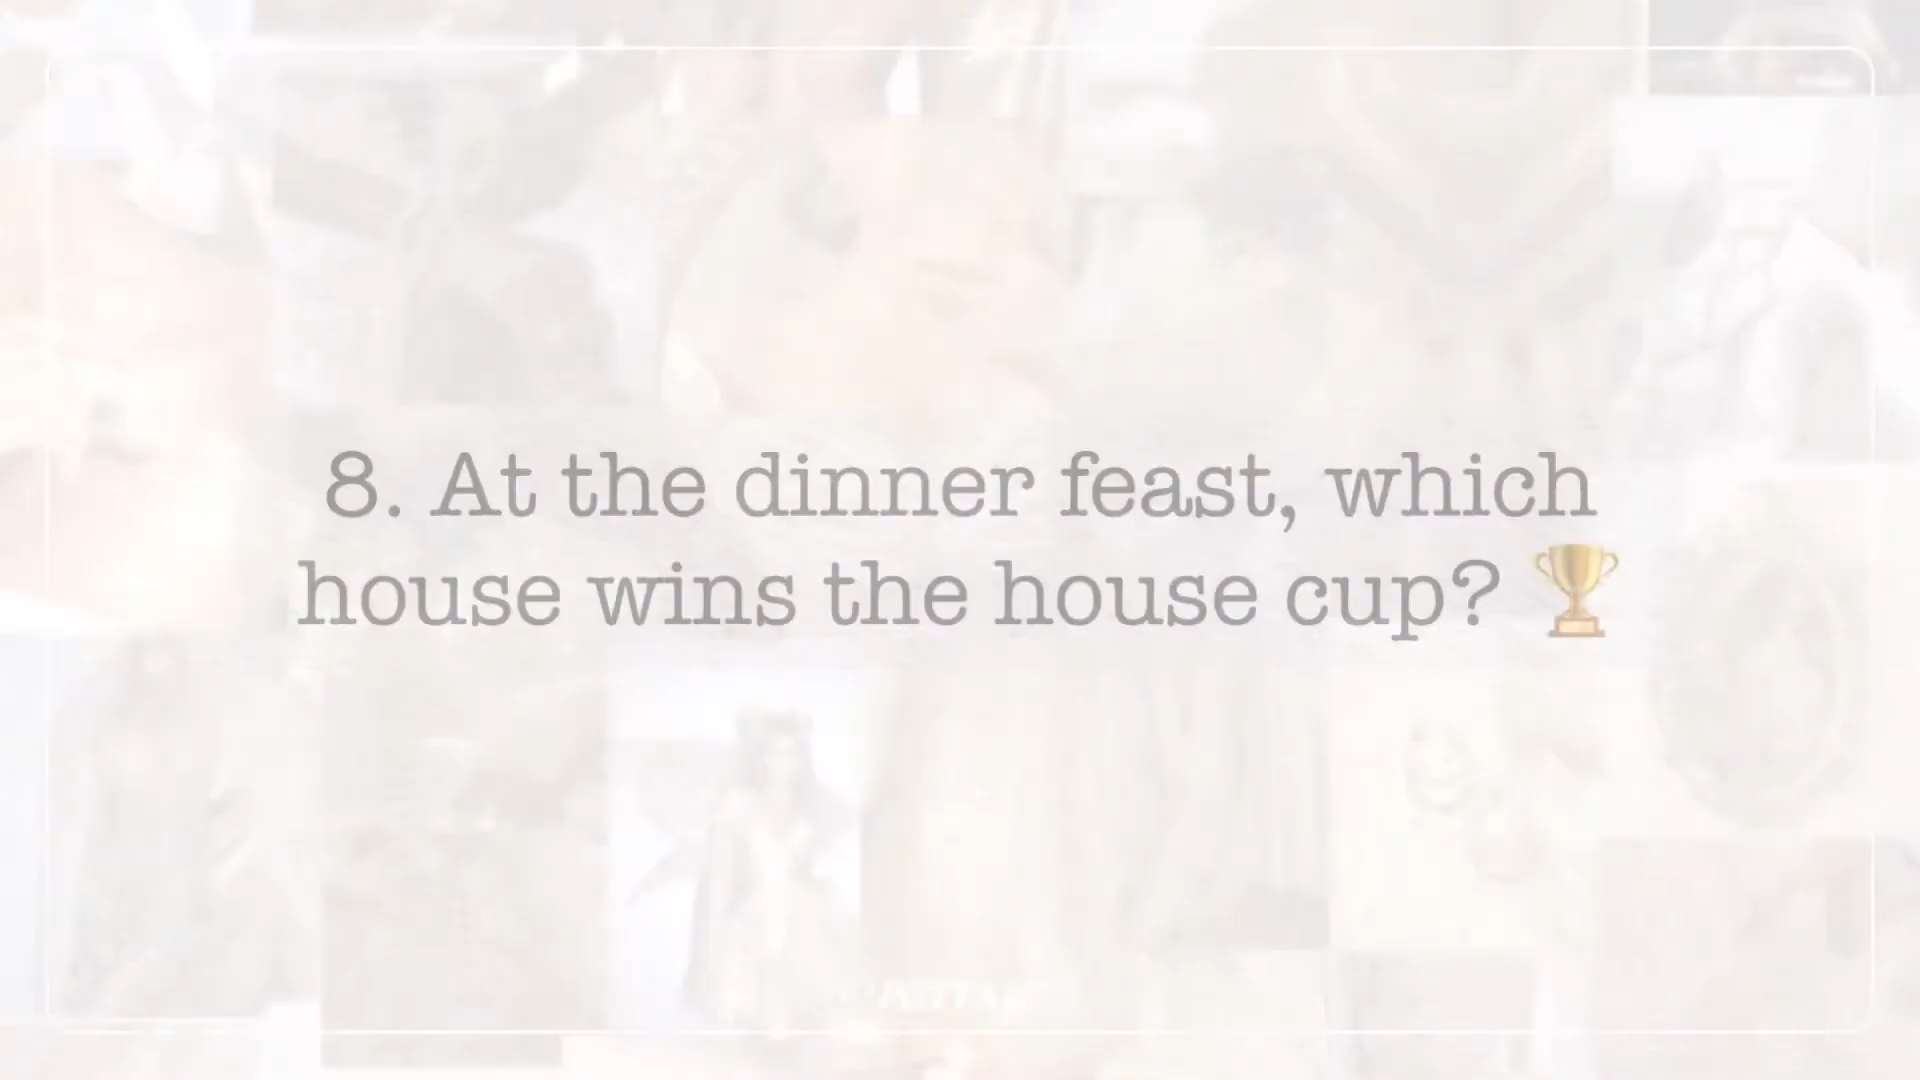 8. At the dinner feast, which
house wins the house cup? 🏆